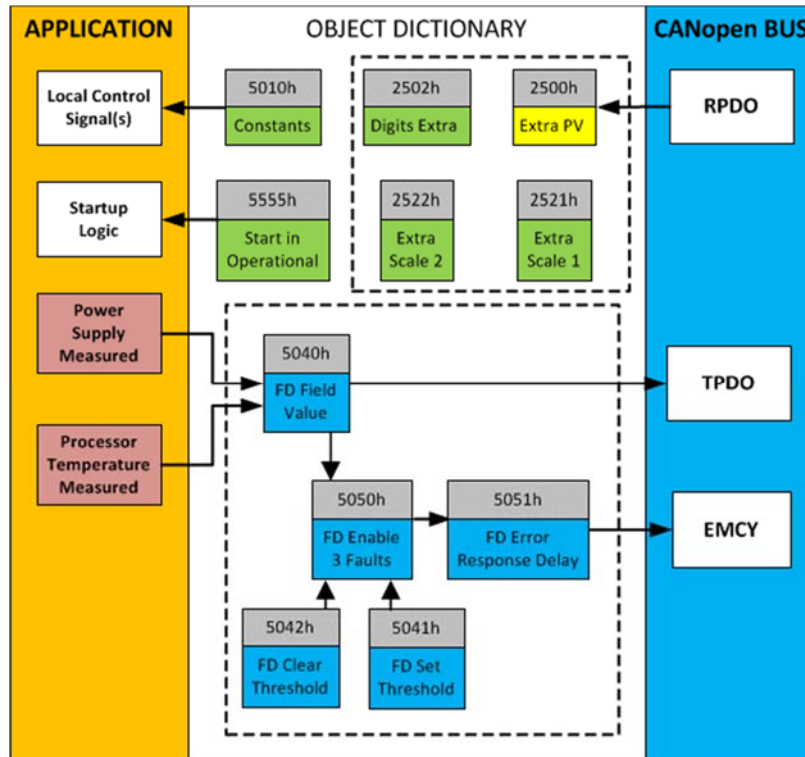 APPLICATION
OBJECT DICTIONARY
CANopen BUS
Local Control
Signal(s)
5010h
Constants
2502h
Digits Extra
2500h
Extra PV
RPDO
Startup
Logic
5555h
Start in
Operational
2522h
Extra
Scale 2
2521h
Extra
Scale 1
Power
Supply
Measured
5040h
FD Field
Value
TPDO
Processor
Temperature
Measured
5050h
FD Enable
3 Faults
5051h
FD Error
Response Delay
EMCY
5042h
FD Clear
Threshold
5041h
FD Set
Threshold